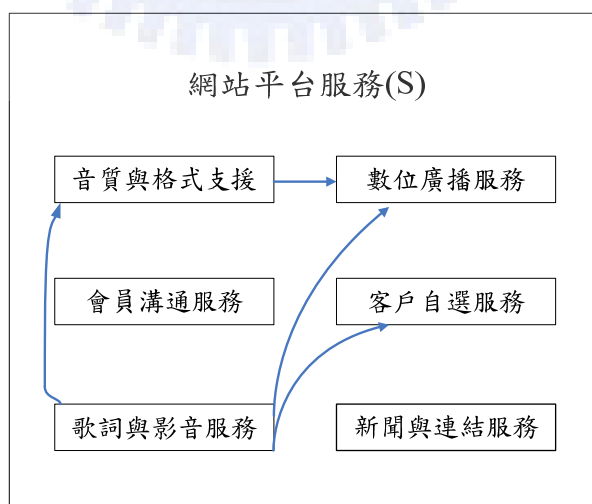 網站平台服務(S)
音質與格式支援
數位廣播服務
會員溝通服務
客戶自選服務
歌詞與影音服務
新聞與連結服務